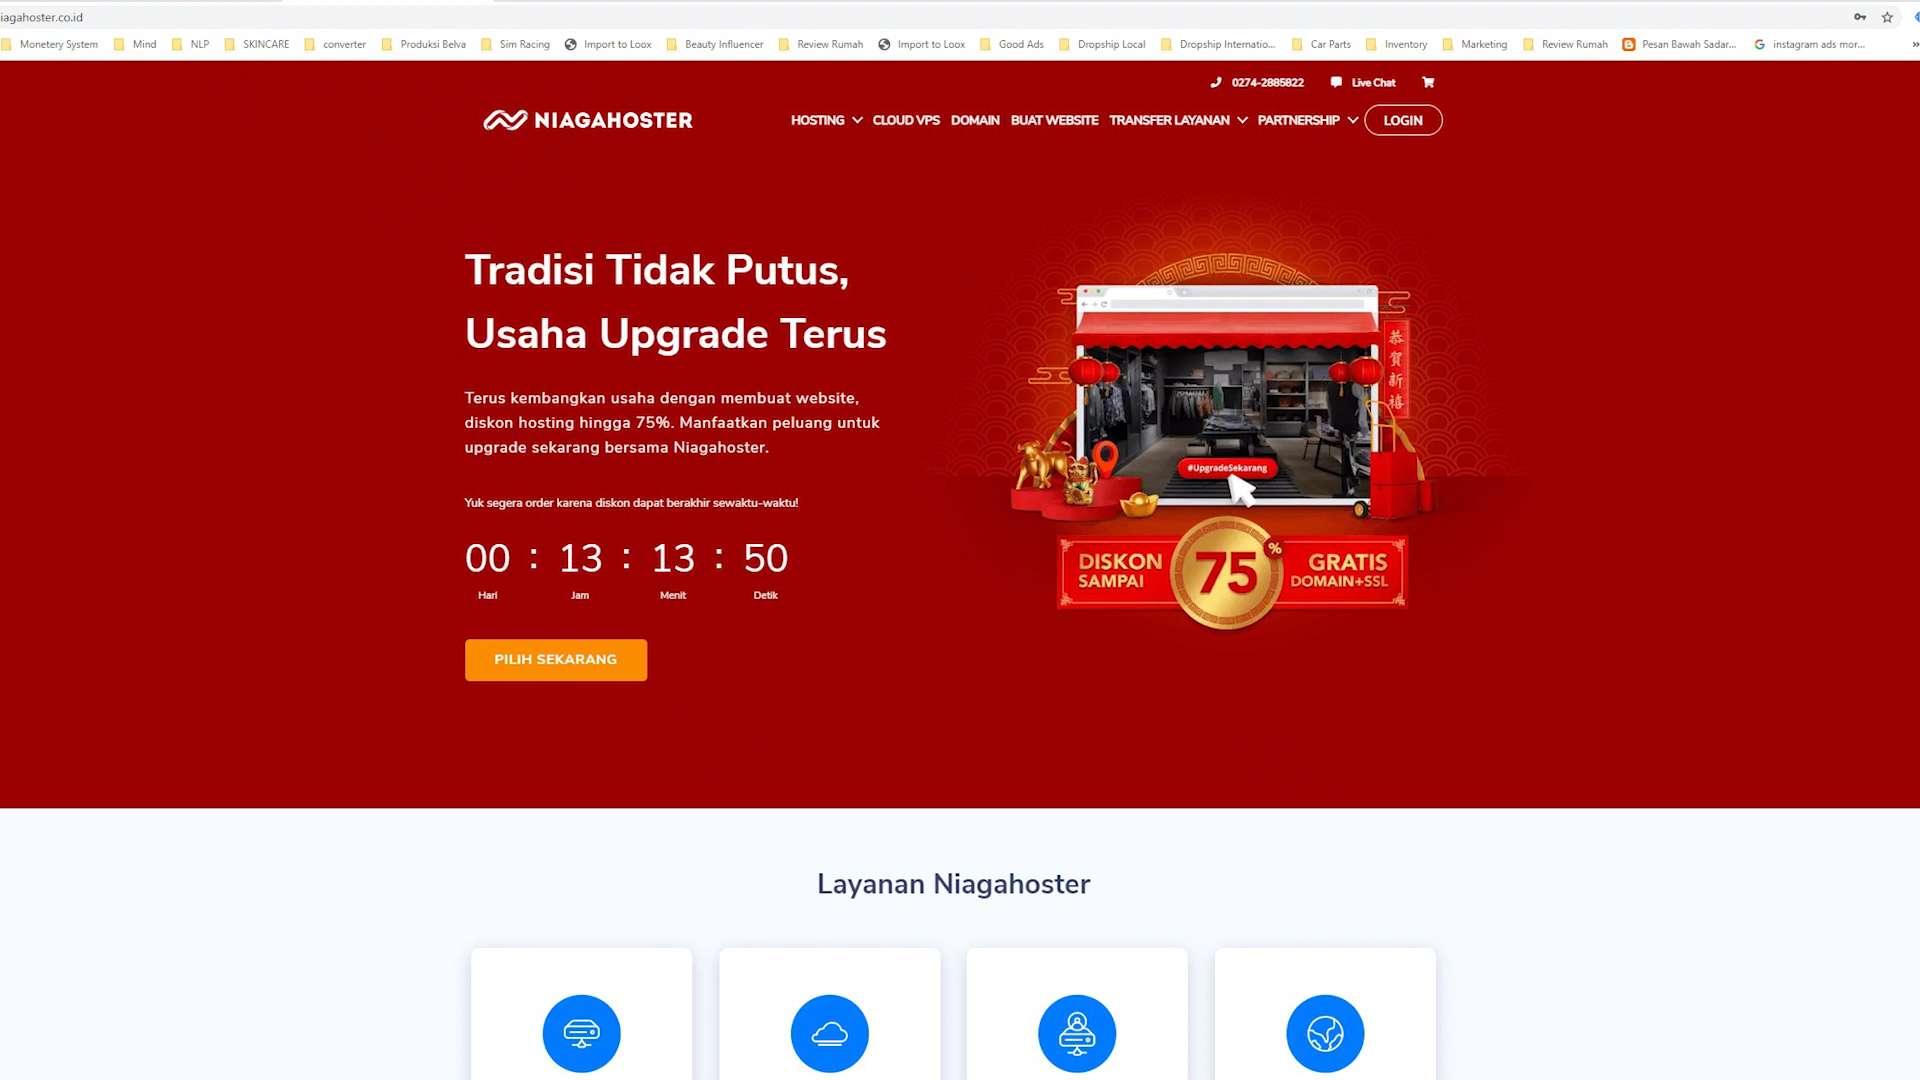 iagahoster.co.id
Monetery System
Mind
NLP
SKINCARE
converter
Produksi Belva
Sim Racing
Import to Loox
Beauty Influencer
Review Rumah
Import to Loox
Good Ads
Dropship Local
Dropship Internatio...
Car Parts
Inventory
Marketing
Review Rumah
Pesan Bawah Sadar...
instagram ads mor...
0274-2885822
Live Chat
NIAGAHOSTER
HOSTING
CLOUD VPS
DOMAIN
BUAT WEBSITE
TRANSFER LAYANAN
PARTNERSHIP
LOGIN
Tradisi Tidak Putus,
Usaha Upgrade Terus
Terus kembangkan usaha dengan membuat website,
diskon hosting hingga 75%. Manfaatkan peluang untuk
upgrade sekarang bersama Niagahoster.
Yuk segera order karena diskon dapat berakhir sewaktu-waktu!
00 : 13 : 13 : 50
Hari Jam Menit Detik
PILIH SEKARANG
恭賀新禧
#UpgradeSekarang
DISKON
SAMPAI
75%
GRATIS
DOMAIN+SSL
Layanan Niagahoster